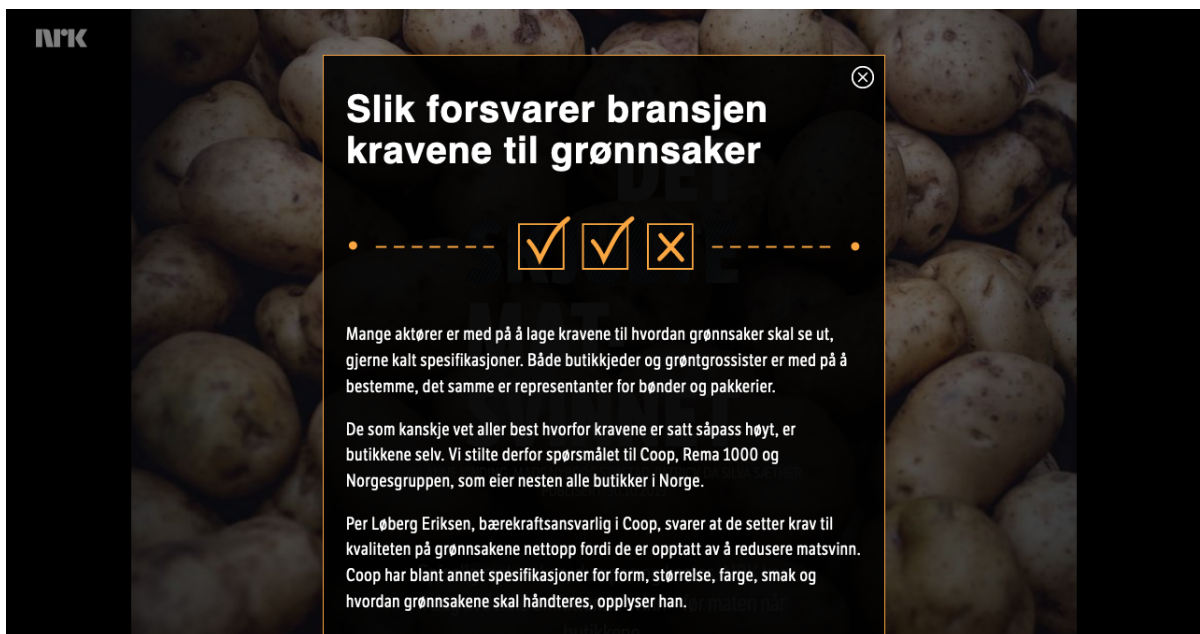 NRK
Slik forsvarer bransjen
kravene til grønnsaker
DET
MAT
SVINNET
Mange aktører er med på å lage kravene til hvordan grønnsaker skal se ut,
gjerne kalt spesifikasjoner. Både butikkjeder og grøntgrossister er med på å
bestemme, det samme er representanter for bønder og pakkerier.
De som kanskje vet aller best hvorfor kravene er satt såpass høyt, er
butikkene selv. Vi stilte derfor spørsmålet til Coop, Rema 1000 og
Norgesgruppen, som eier nesten alle butikker i Norge.
Per Løberg Eriksen, bærekraftsansvarlig i Coop, svarer at de setter krav til
kvaliteten på grønnsakene nettopp fordi de er opptatt av å redusere matsvinn.
Coop har blant annet spesifikasjoner for form, størrelse, farge, smak og
hvordan grønnsakene skal håndteres, opplyser han.